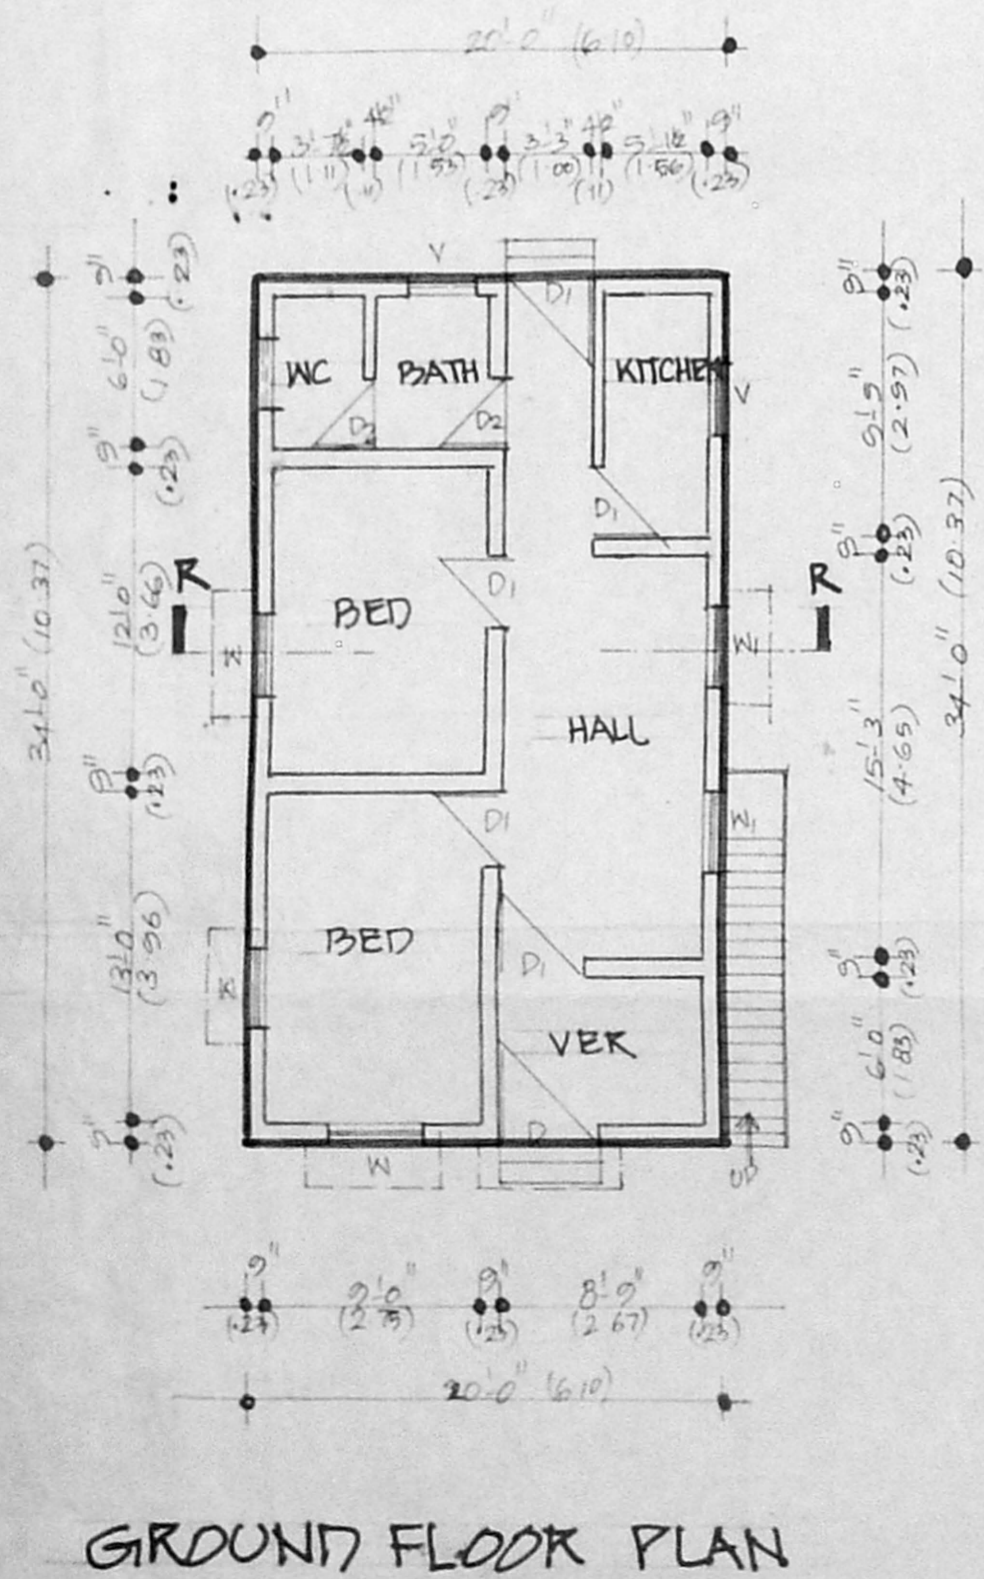 20'-0" (6.10)
9" 3'-7½" 4½" 5'-0" 9" 3'-3" 4½" 5'-1½" 9"
(.23) (1.11) (.11) (1.53) (.23) (1.00) (.11) (1.56) (.23)
V
D1
WC BATH KITCHEN
V
D2 D2
D1
R R
D1
BED
W W1
HALL
D1 W1
BED
D1
W
VER
D
W
UP
9" (.23)
6'-0" (1.83)
9" (.23)
12'-0" (3.66)
9" (.23)
13'-0" (3.96)
9" (.23)
34'-0" (10.37)
9" (.23)
9'-9" (2.97)
9" (.23)
15'-3" (4.65)
9" (.23)
6'-0" (1.83)
9" (.23)
34'-0" (10.37)
9" 9'-0" 9" 8'-9" 9"
(.23) (2.75) (.23) (2.67) (.23)
20'-0" (6.10)
GROUND FLOOR PLAN